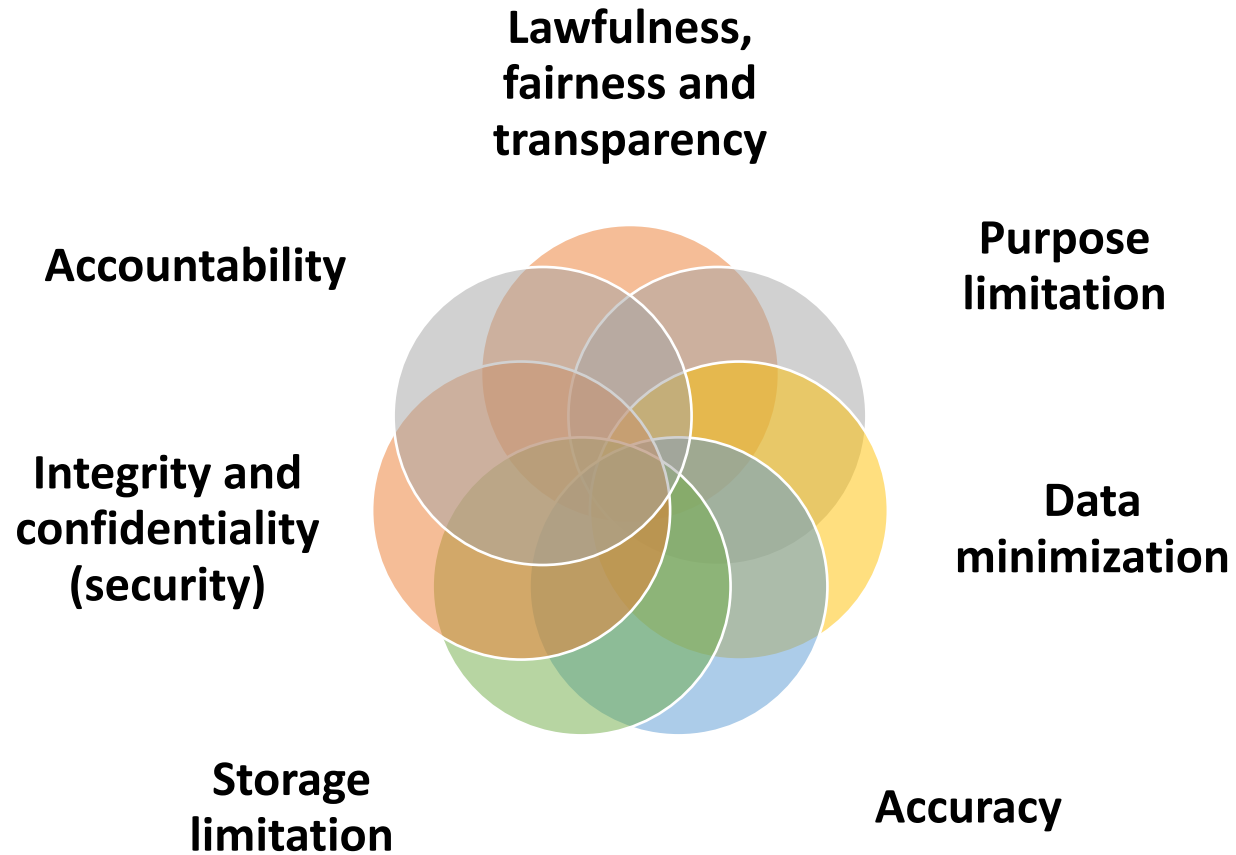 Lawfulness,
fairness and
transparency
Purpose
limitation
Data
minimization
Accuracy
Storage
limitation
Integrity and
confidentiality
(security)
Accountability